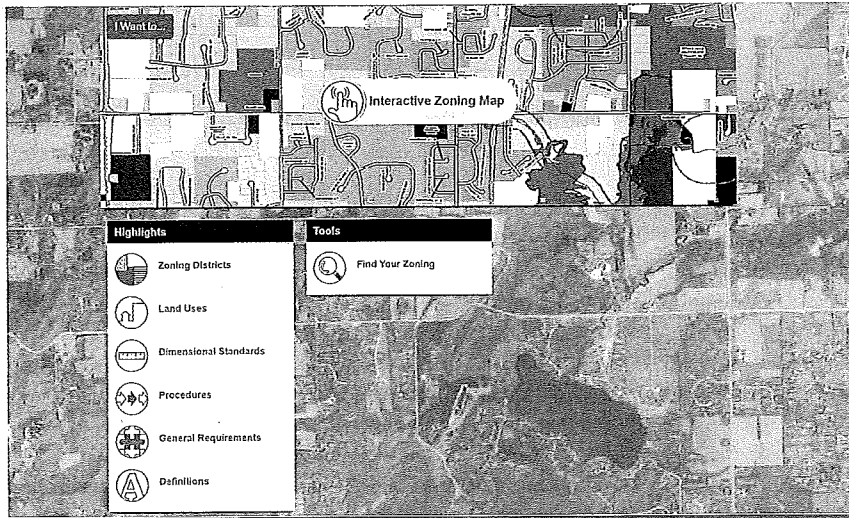 I Want to...
Interactive Zoning Map
Highlights
Tools
Zoning Districts
Find Your Zoning
Land Uses
Dimensional Standards
Procedures
General Requirements
Definitions